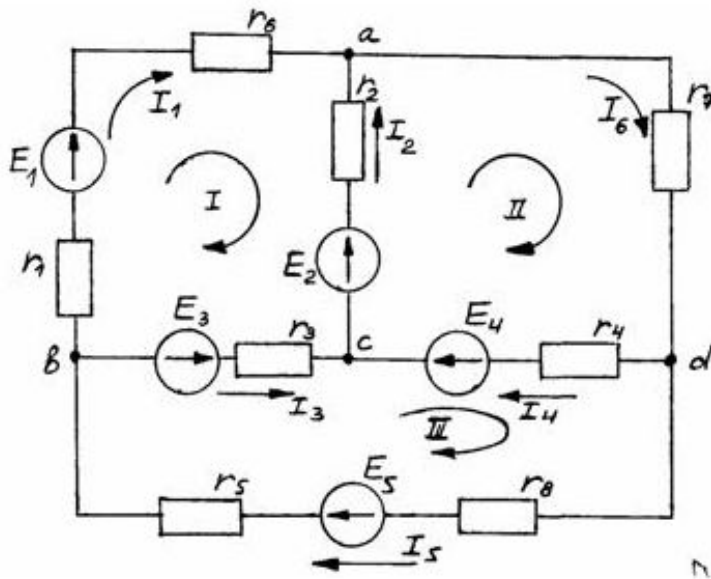 r6 a
I1 r2 I2 I6 r7
E1 I II
r1 E2
E3 r3 c E4 r4
b d
I3 III I4
r5 E5 r8
I5